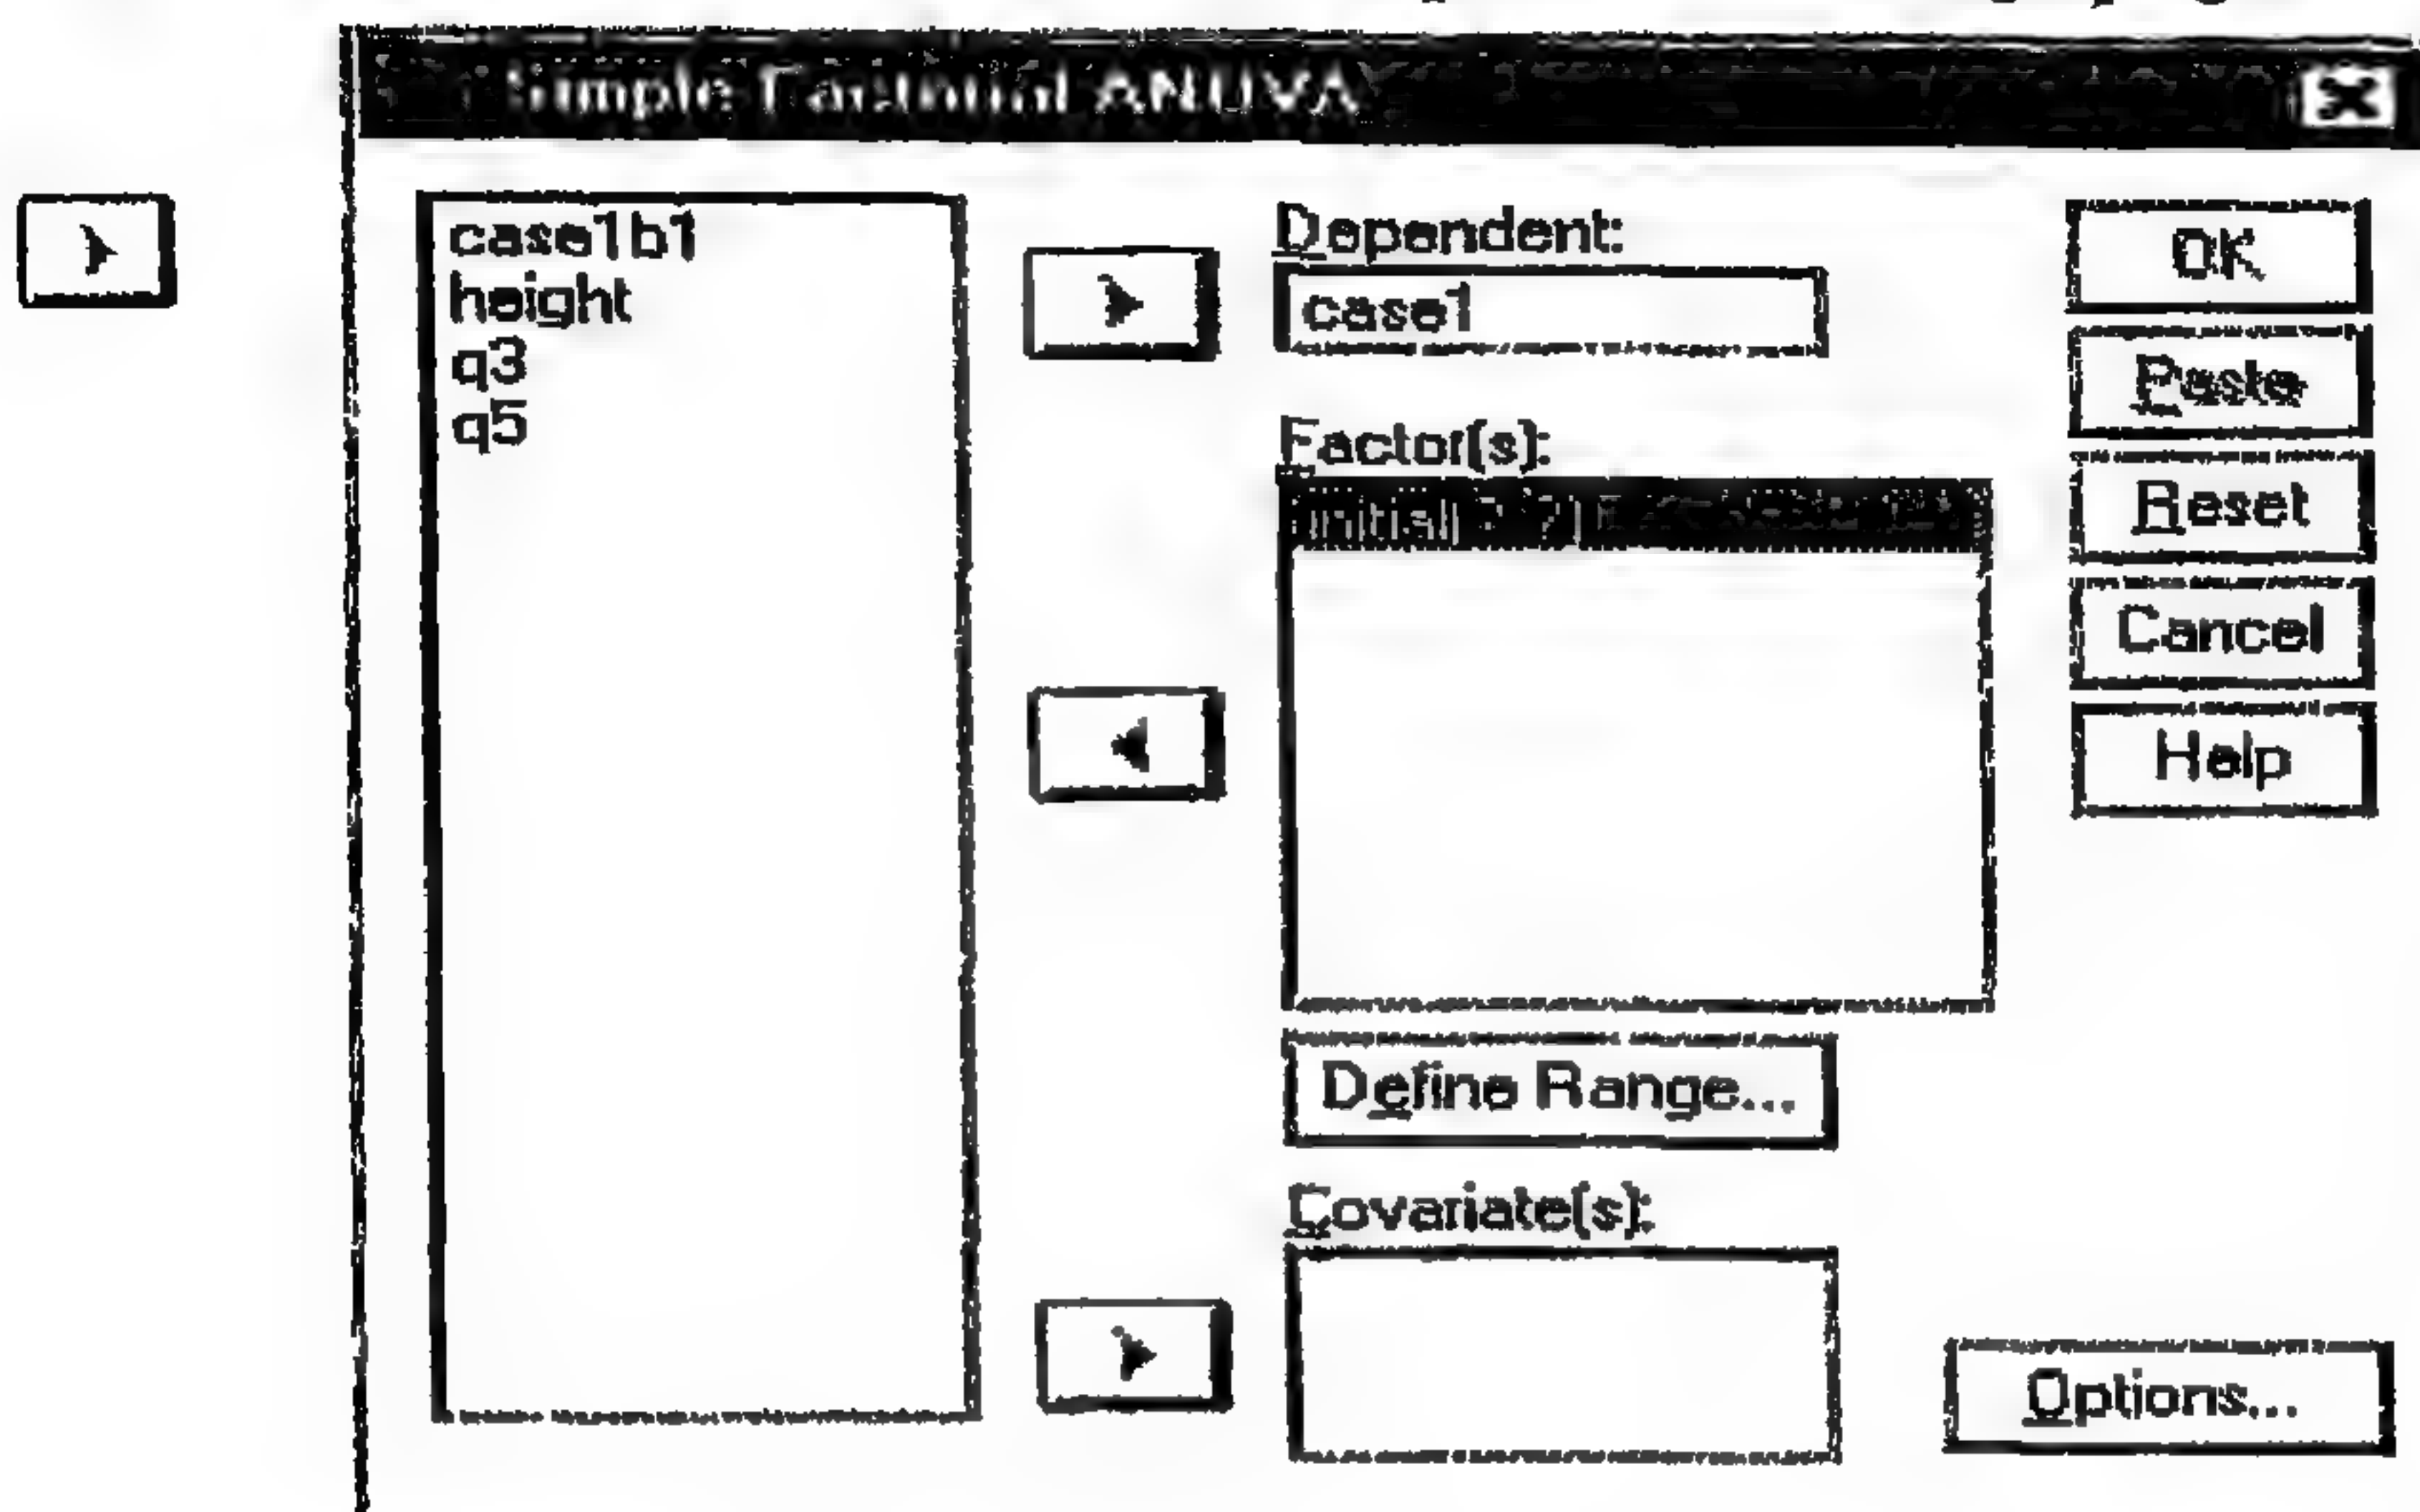 Simple Factorial ANOVA
case1b1
height
q3
q5
Dependent:
case1
Factor(s):
initial(? ?)
Define Range...
Covariate(s):
OK
Paste
Reset
Cancel
Help
Options...